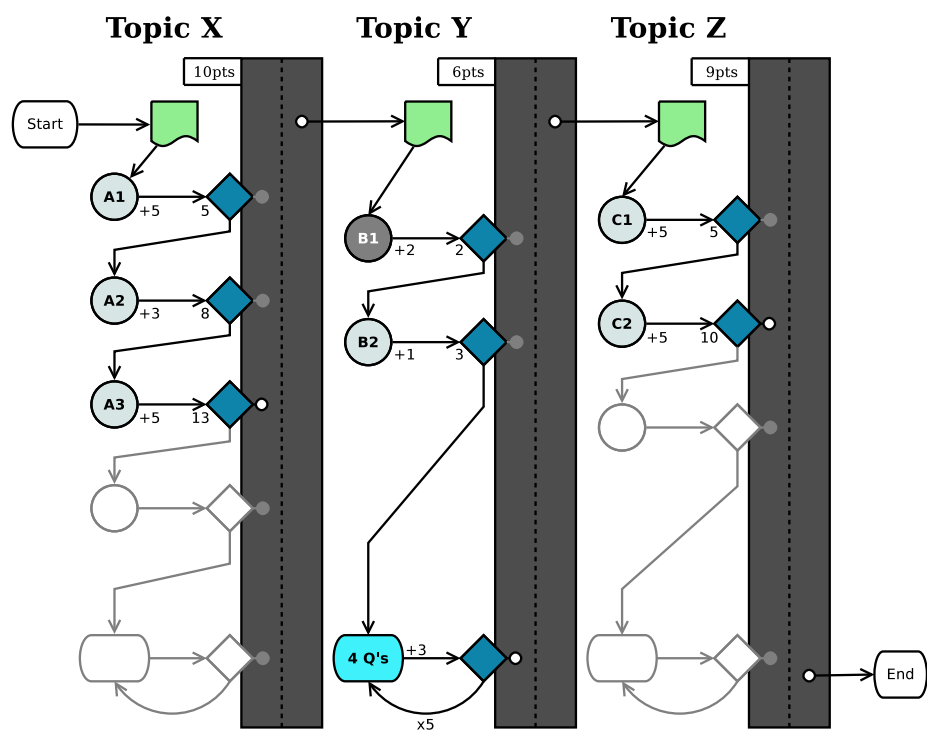 Topic X
Topic Y
Topic Z
10pts
6pts
9pts
Start
A1
+5
5
A2
+3
8
A3
+5
13
B1
+2
2
B2
+1
3
4 Q's
+3
x5
C1
+5
5
C2
+5
10
End